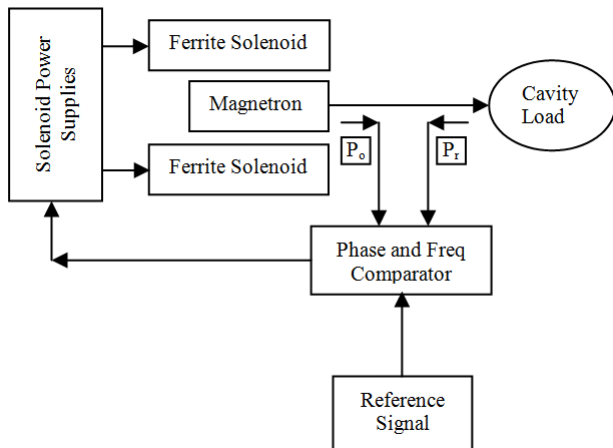 Solenoid Power
Supplies
Ferrite Solenoid
Magnetron
Ferrite Solenoid
Cavity
Load
Po
Pr
Phase and Freq
Comparator
Reference
Signal